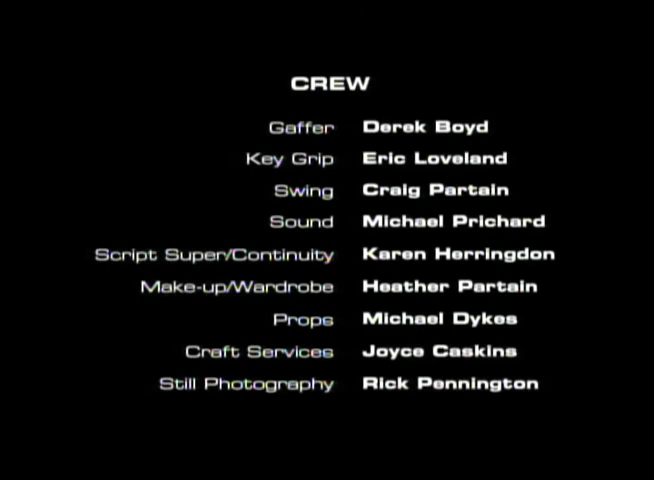 CREW
Gaffer Derek Boyd
Key Grip Eric Loveland
Swing Craig Partain
Sound Michael Prichard
Script Super/Continuity Karen Herringdon
Make-up/Wardrobe Heather Partain
Props Michael Dykes
Craft Services Joyce Caskins
Still Photography Rick Pennington